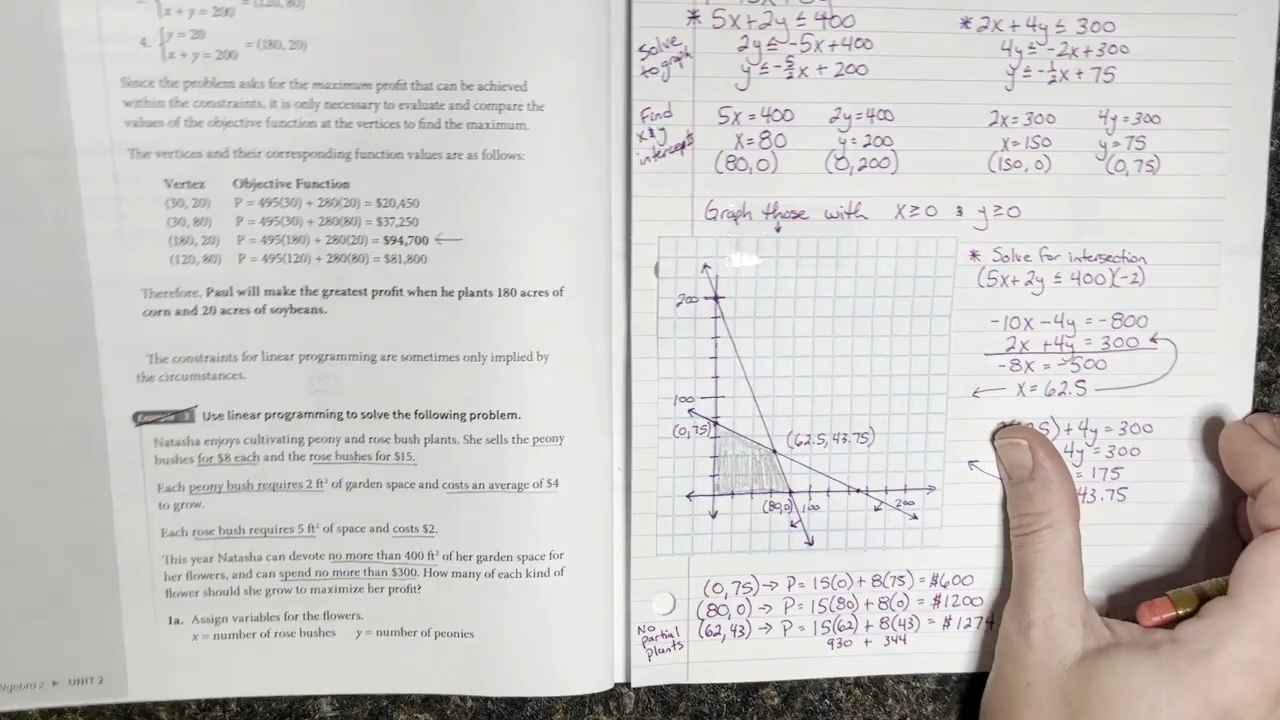 x + y = 200
4. y = 20
x + y = 200 = (180, 20)
Since the problem asks for the maximum profit that can be achieved
within the constraints, it is only necessary to evaluate and compare the
values of the objective function at the vertices to find the maximum.
The vertices and their corresponding function values are as follows:
Vertex Objective Function
(30, 20) P = 495(30) + 280(20) = $20,450
(30, 80) P = 495(30) + 280(80) = $37,250
(180, 20) P = 495(180) + 280(20) = $94,700 ←
(120, 80) P = 495(120) + 280(80) = $81,800
Therefore, Paul will make the greatest profit when he plants 180 acres of
corn and 20 acres of soybeans.
The constraints for linear programming are sometimes only implied by
the circumstances.
Example 3 Use linear programming to solve the following problem.
Natasha enjoys cultivating peony and rose bush plants. She sells the peony
bushes for $8 each and the rose bushes for $15.
Each peony bush requires 2 ft² of garden space and costs an average of $4
to grow.
Each rose bush requires 5 ft² of space and costs $2.
This year Natasha can devote no more than 400 ft² of her garden space for
her flowers, and can spend no more than $300. How many of each kind of
flower should she grow to maximize her profit?
1a. Assign variables for the flowers.
x = number of rose bushes y = number of peonies
Algebra 2 ▸ UNIT 2
* 5x+2y ≤ 400
2y ≤ -5x+400
y ≤ -5/2x + 200
Solve
to graph
* 2x+4y ≤ 300
4y ≤ -2x+300
y ≤ -1/2x + 75
Find
x & y
intercepts
5x = 400 2y = 400
x = 80 y = 200
(80,0) (0,200)
2x = 300 4y = 300
x = 150 y = 75
(150, 0) (0,75)
Graph those with x ≥ 0 & y ≥ 0
200
100
(0,75)
(62.5, 43.75)
(80,0) 100 200
* Solve for intersection
(5x+2y ≤ 400)(-2)
-10x-4y = -800
2x +4y = 300
-8x = -500
← x = 62.5
5) + 4y = 300
4y = 300
= 175
43.75
(0,75) → P = 15(0) + 8(75) = $600
(80,0) → P = 15(80) + 8(0) = $1200
(62,43) → P = 15(62) + 8(43) = $1274
930 + 344
No
partial
plants